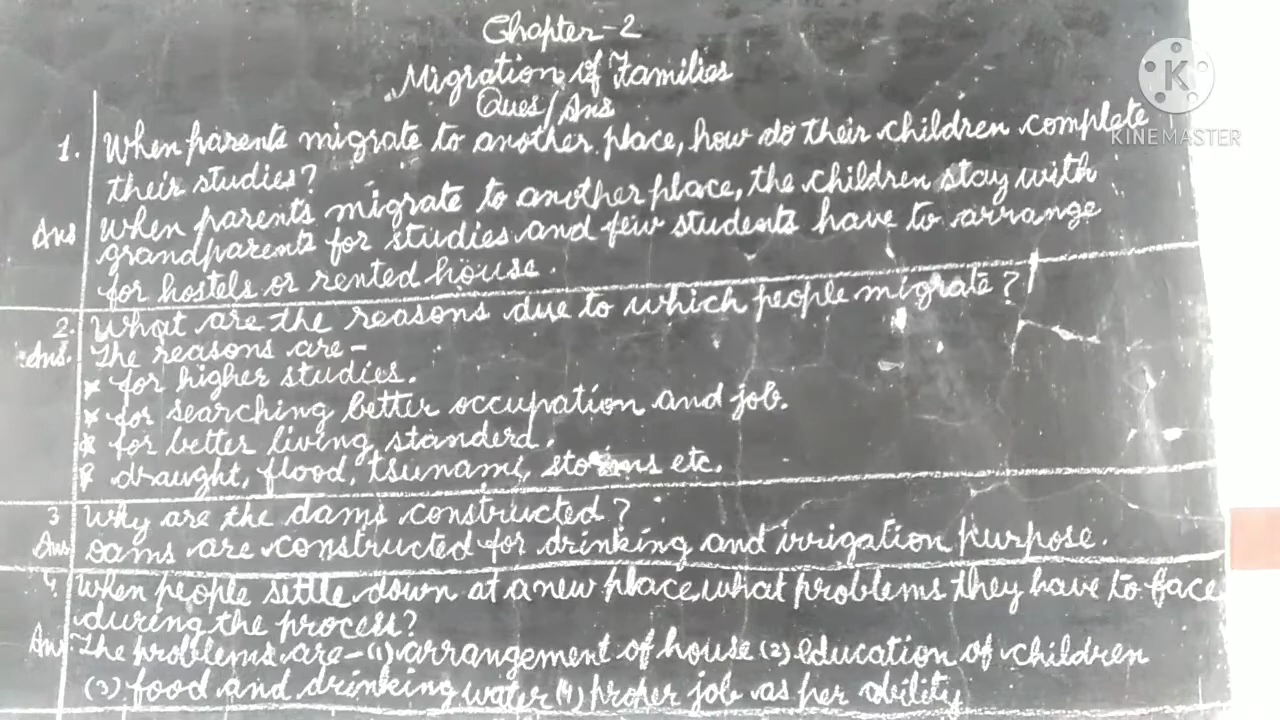 Chapter-2
Migration of Families
Ques/Ans
1. When parents migrate to another place, how do their children complete
their studies?
Ans When parents migrate to another place, the children stay with
grandparents for studies and few students have to arrange
for hostels or rented house.
2. What are the reasons due to which people migrate?
Ans. The reasons are-
* for higher studies.
* for searching better occupation and job.
* for better living standerd.
* draught, flood, tsunami, storms etc.
3 Why are the dams constructed?
Ans Dams are constructed for drinking and irrigation purpose.
4. When people settle down at a new place, what problems they have to face
during the process?
Ans The problems are-(1) arrangement of house (2) education of children
(3) food and drinking water (4) proper job as per ability
K
KINEMASTER